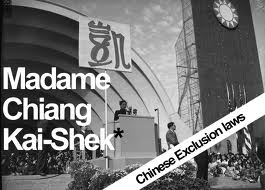 凱
Madame
Chiang
Kai-Shek*
Chinese Exclusion laws